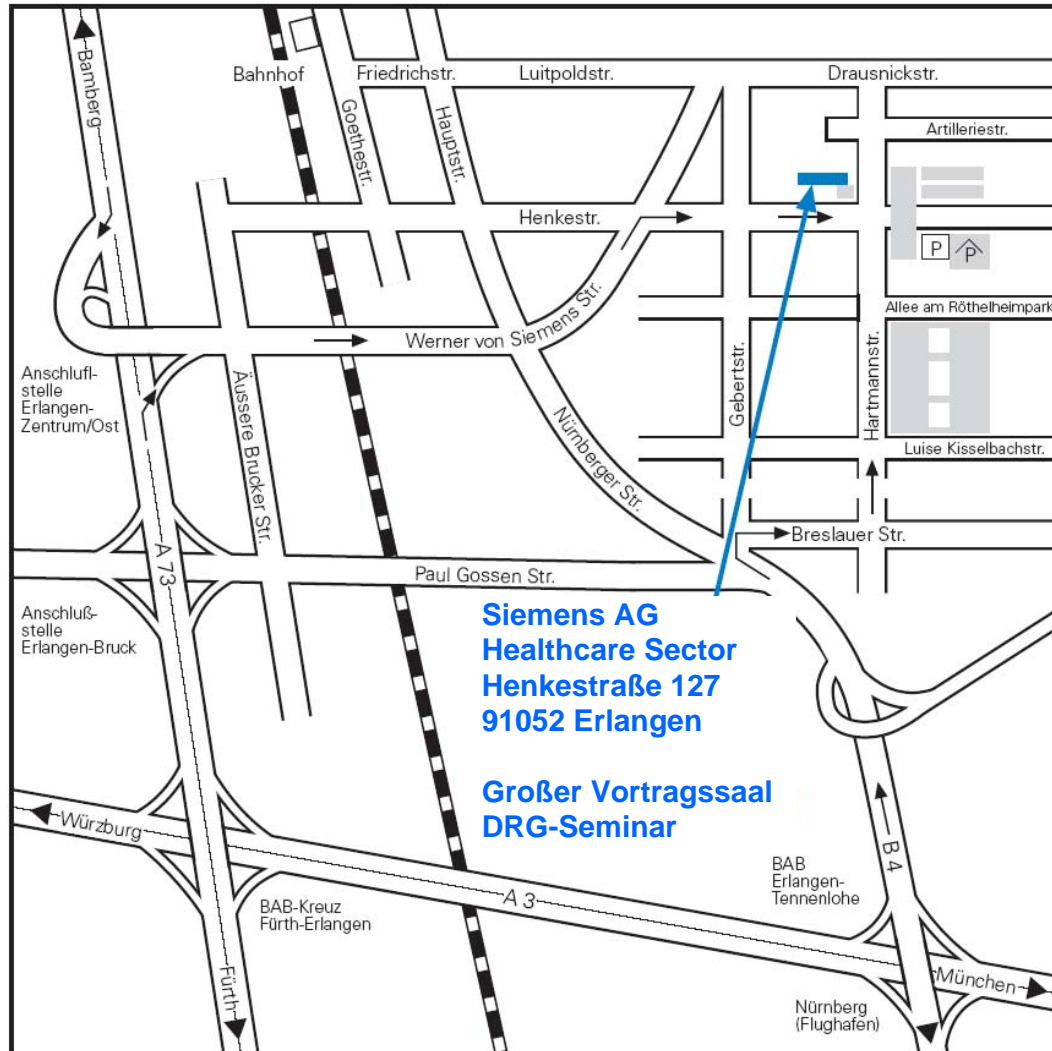 Bamberg
Bahnhof
Friedrichstr.
Luitpoldstr.
Drausnickstr.
Goethestr.
Hauptstr.
Artilleriestr.
Henkestr.
P
P
Allee am Röthelheimpark
Werner von Siemens Str.
Anschlufl-
stelle
Erlangen-
Zentrum/Ost
Äussere Brucker Str.
Nürnberger Str.
Gebertstr.
Hartmannstr.
Luise Kisselbachstr.
Breslauer Str.
A 73
Paul Gossen Str.
Anschluß-
stelle
Erlangen-Bruck
Siemens AG
Healthcare Sector
Henkestraße 127
91052 Erlangen
Großer Vortragssaal
DRG-Seminar
Würzburg
B 4
BAB
Erlangen-
Tennenlohe
A 3
BAB-Kreuz
Fürth-Erlangen
Fürth
München
Nürnberg
(Flughafen)